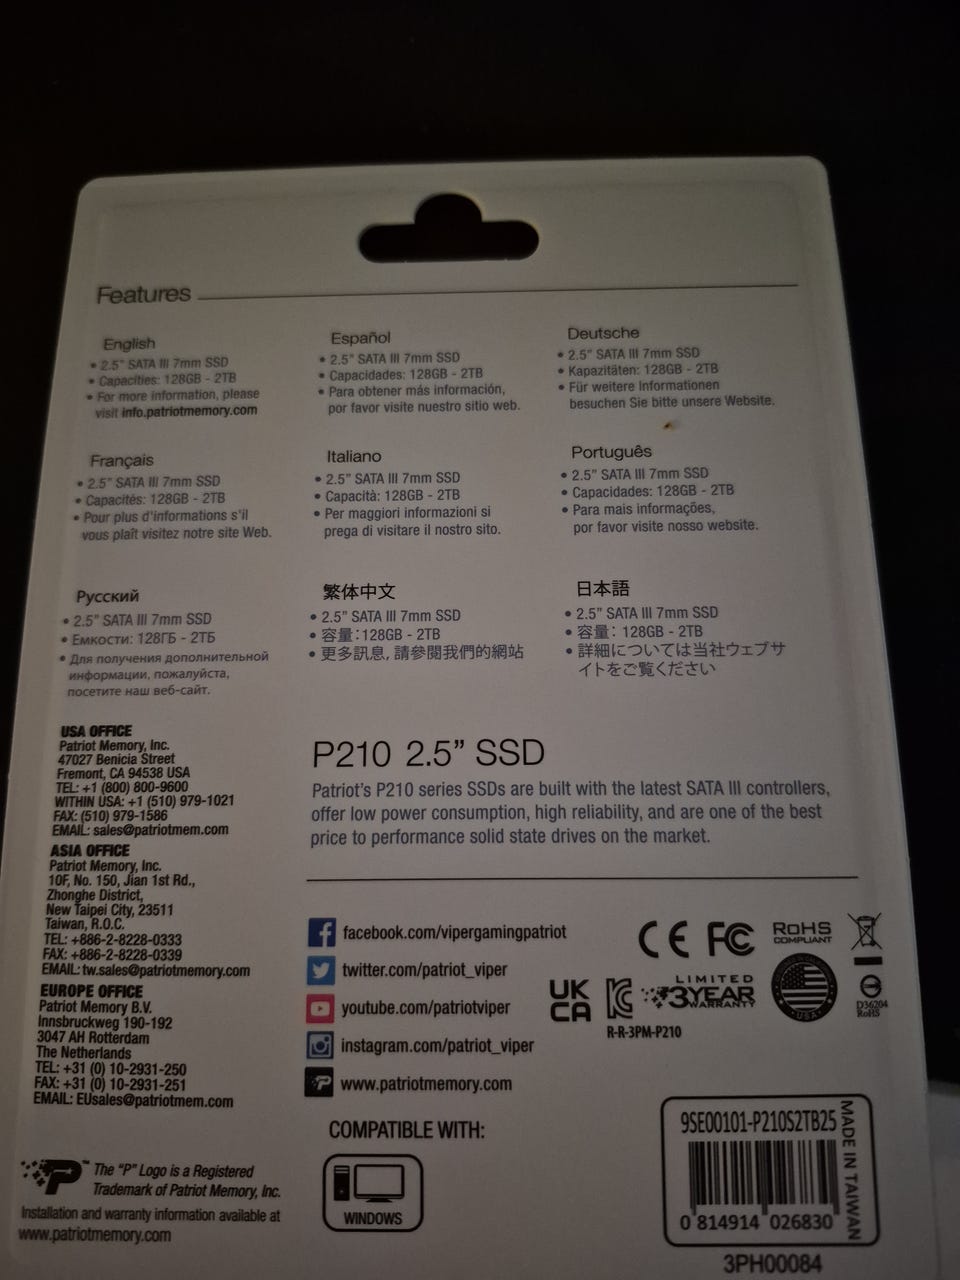 Features
English
• 2.5" SATA III 7mm SSD
• Capacities: 128GB - 2TB
• For more information, please
visit info.patriotmemory.com
Español
• 2.5" SATA III 7mm SSD
• Capacidades: 128GB - 2TB
• Para obtener más información,
por favor visite nuestro sitio web.
Deutsche
• 2.5" SATA III 7mm SSD
• Kapazitäten: 128GB - 2TB
• Für weitere Informationen
besuchen Sie bitte unsere Website.
Français
• 2.5" SATA III 7mm SSD
• Capacités: 128GB - 2TB
• Pour plus d'informations s'il
vous plaît visitez notre site Web.
Italiano
• 2.5" SATA III 7mm SSD
• Capacità: 128GB - 2TB
• Per maggiori informazioni si
prega di visitare il nostro sito.
Português
• 2.5" SATA III 7mm SSD
• Capacidades: 128GB - 2TB
• Para mais informações,
por favor visite nosso website.
Русский
• 2.5" SATA III 7mm SSD
• Емкости: 128ГБ - 2ТБ
• Для получения дополнительной
информации, пожалуйста,
посетите наш веб-сайт.
繁体中文
• 2.5" SATA III 7mm SSD
• 容量：128GB - 2TB
• 更多訊息, 請參閱我們的網站
日本語
• 2.5" SATA III 7mm SSD
• 容量： 128GB - 2TB
• 詳細については当社ウェブサ
イトをご覧ください
USA OFFICE
Patriot Memory, Inc.
47027 Benicia Street
Fremont, CA 94538 USA
TEL: +1 (800) 800-9600
WITHIN USA: +1 (510) 979-1021
FAX: (510) 979-1586
EMAIL: sales@patriotmem.com
ASIA OFFICE
Patriot Memory, Inc.
10F, No. 150, Jian 1st Rd.,
Zhonghe District,
New Taipei City, 23511
Taiwan, R.O.C.
TEL: +886-2-8228-0333
FAX: +886-2-8228-0339
EMAIL: tw.sales@patriotmemory.com
EUROPE OFFICE
Patriot Memory B.V.
Innsbruckweg 190-192
3047 AH Rotterdam
The Netherlands
TEL: +31 (0) 10-2931-250
FAX: +31 (0) 10-2931-251
EMAIL: EUsales@patriotmem.com
P210 2.5" SSD
Patriot's P210 series SSDs are built with the latest SATA III controllers,
offer low power consumption, high reliability, and are one of the best
price to performance solid state drives on the market.
facebook.com/vipergamingpatriot
twitter.com/patriot_viper
youtube.com/patriotviper
instagram.com/patriot_viper
www.patriotmemory.com
CE FC
RoHS
COMPLIANT
UK
CA
LIMITED
3YEAR
WARRANTY
R-R-3PM-P210
USA
D36204
RoHS
COMPATIBLE WITH:
WINDOWS
P™ The "P" Logo is a Registered
Trademark of Patriot Memory, Inc.
Installation and warranty information available at
www.patriotmemory.com
9SE00101-P210S2TB25
MADE IN TAIWAN
0 814914 026830
3PH00084